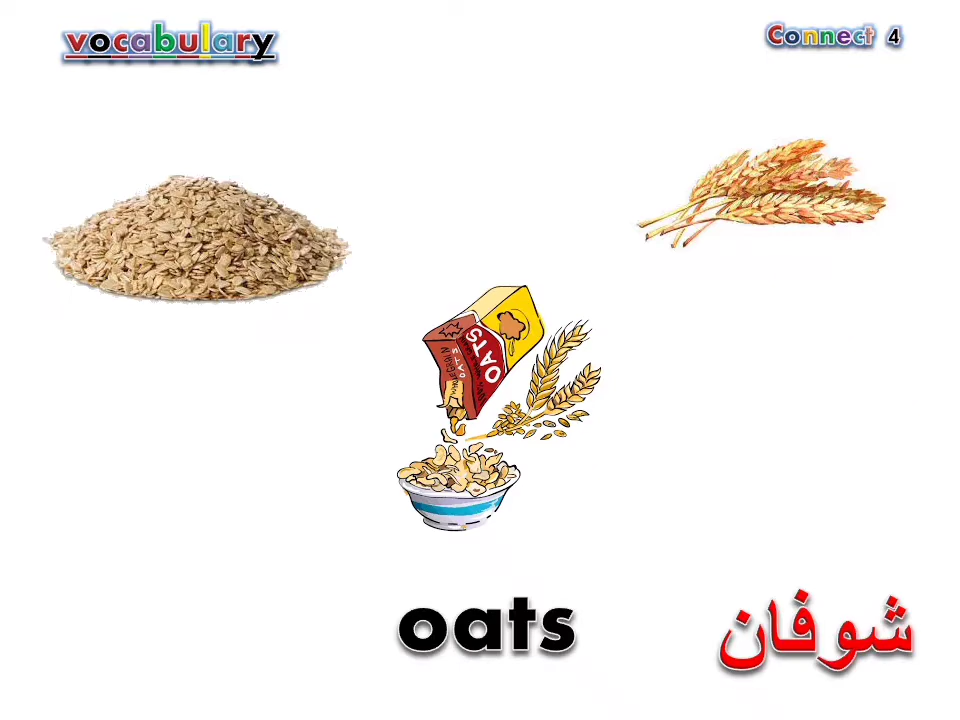 vocabulary
Connect 4
OATS
oats
شوفان